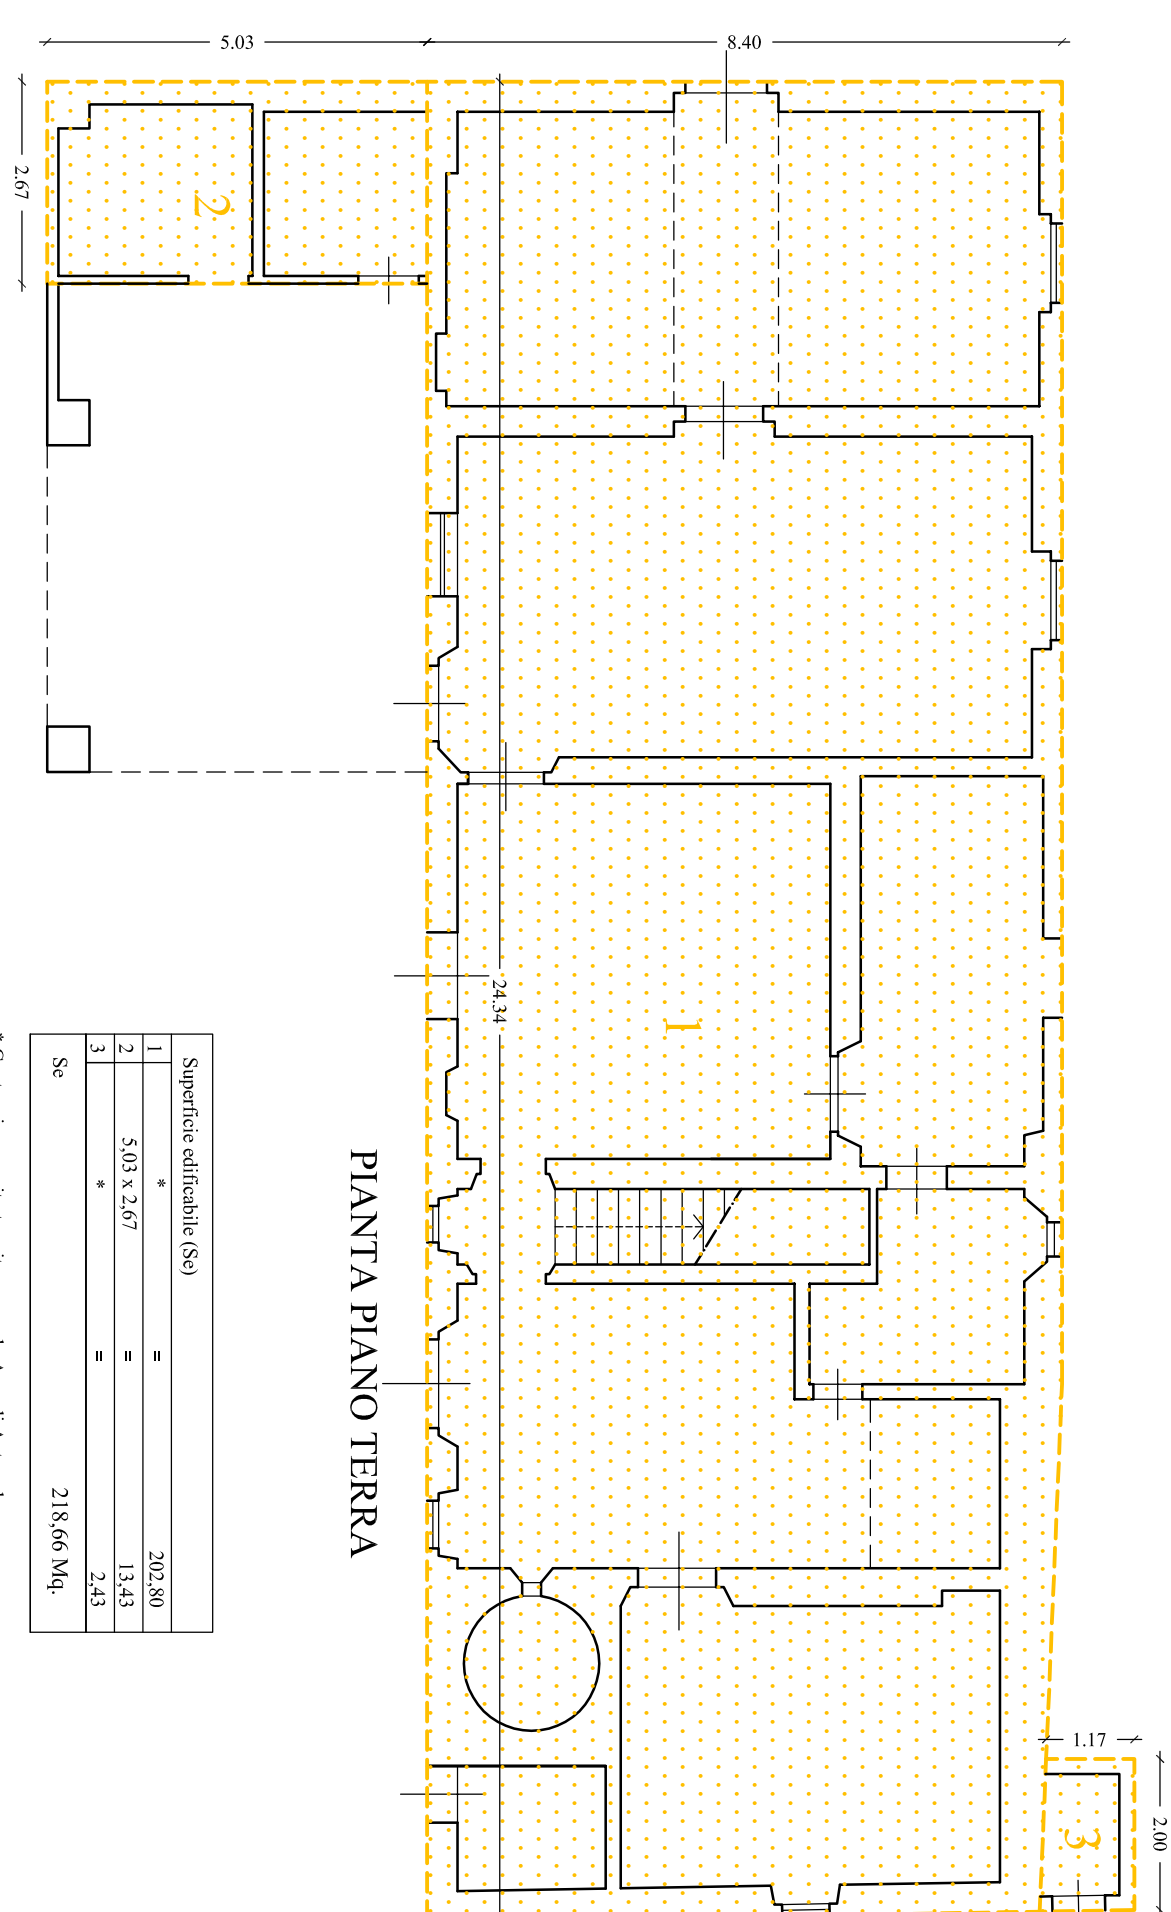 5.03
8.40
2.67
2
24.34
1
PIANTA PIANO TERRA
1.17
2.00
3
Superficie edificabile (Se)
1 * = 202,80
2 5,03 x 2,67 = 13,43
3 * = 2,43
Se 218,66 Mq.